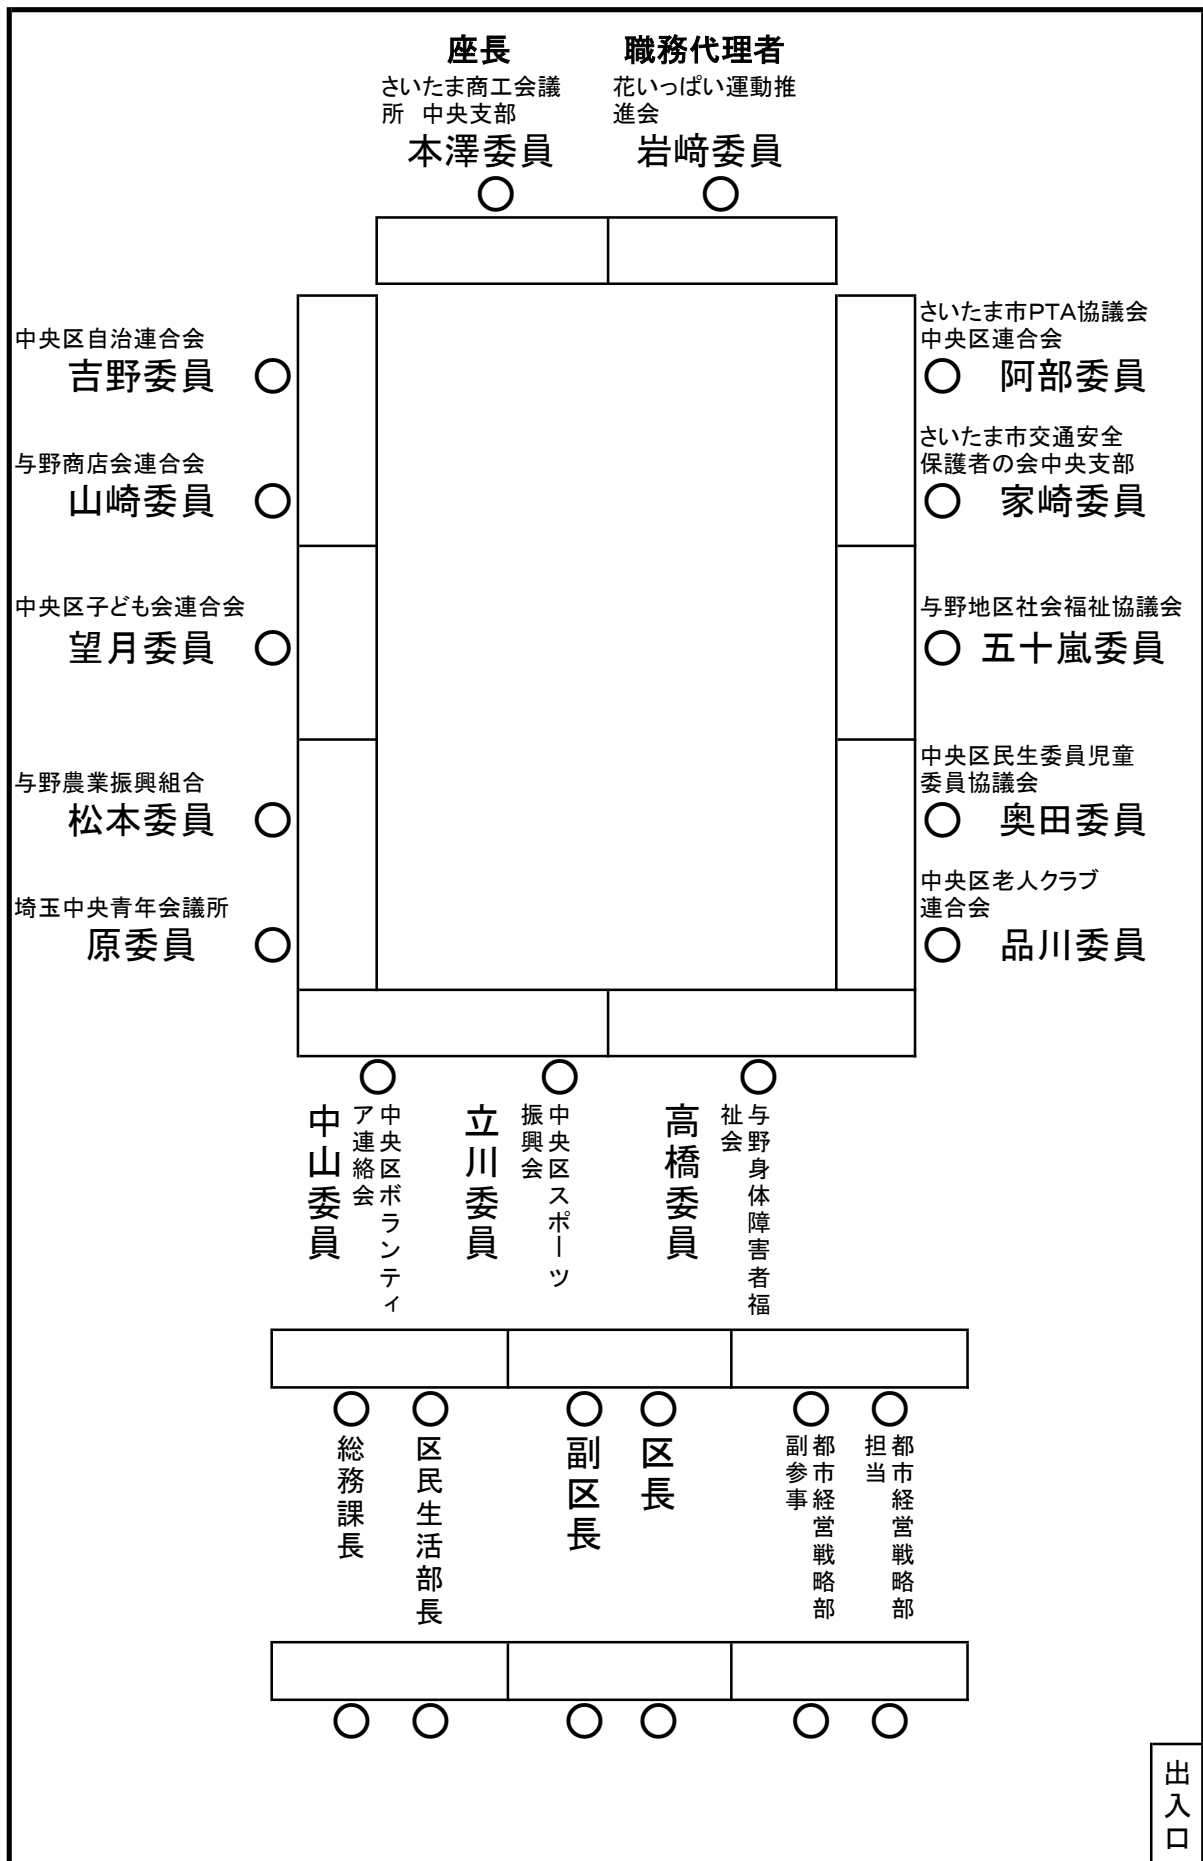 座長
さいたま商工会議
所　中央支部
本澤委員
職務代理者
花いっぱい運動推
進会
岩﨑委員
中央区自治連合会
吉野委員
与野商店会連合会
山崎委員
中央区子ども会連合会
望月委員
与野農業振興組合
松本委員
埼玉中央青年会議所
原委員
さいたま市PTA協議会
中央区連合会
阿部委員
さいたま市交通安全
保護者の会中央支部
家崎委員
与野地区社会福祉協議会
五十嵐委員
中央区民生委員児童
委員協議会
奥田委員
中央区老人クラブ
連合会
品川委員
中央区ボランティ
ア連絡会
中山委員
中央区スポーツ
振興会
立川委員
与野身体障害者福
祉会
高橋委員
総務課長
区民生活部長
副区長
区長
都市経営戦略部
副参事
都市経営戦略部
担当
出入口